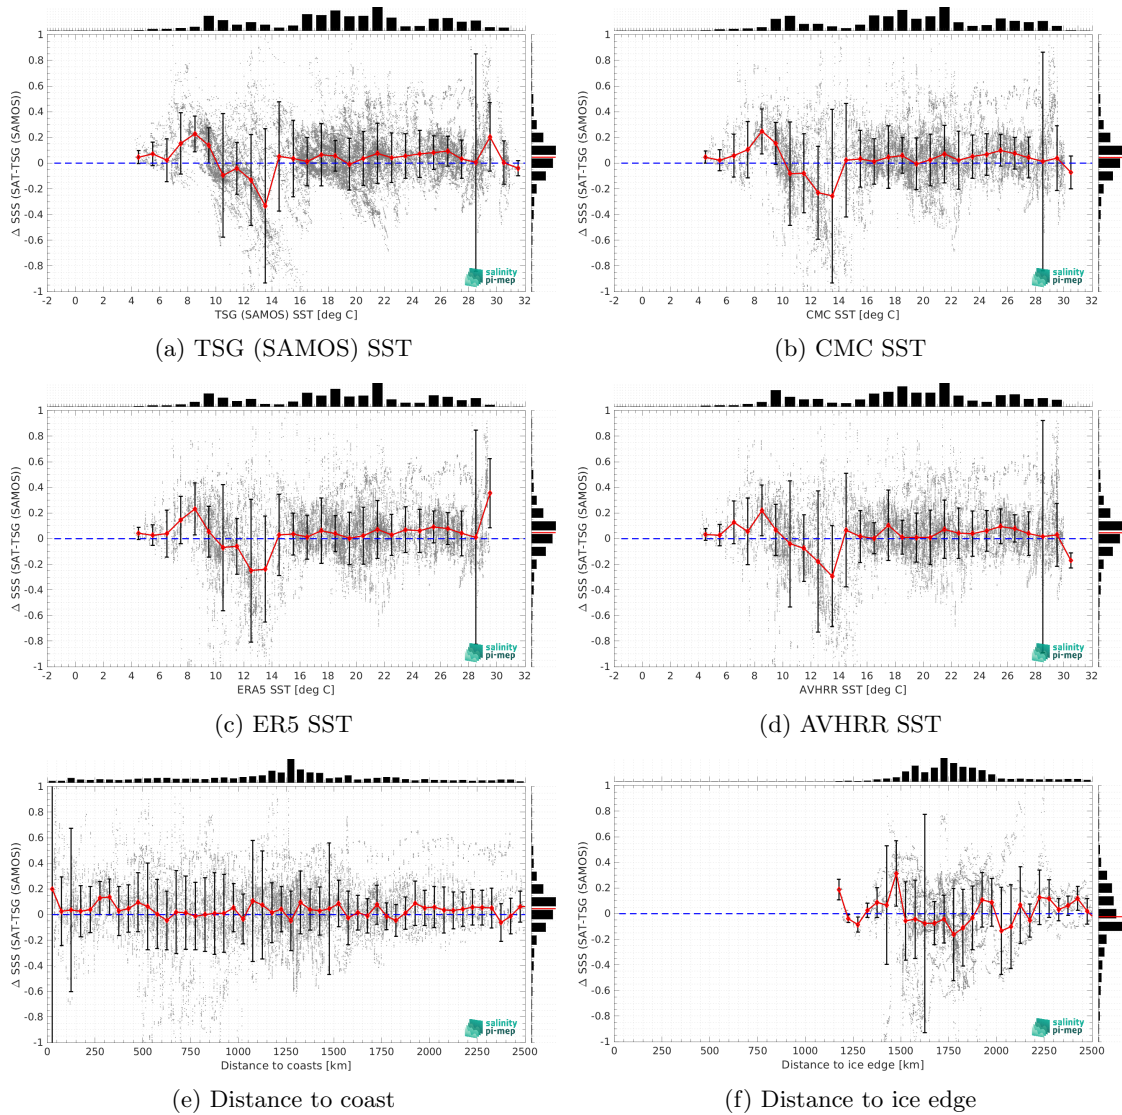 1
0.8
0.6
0.4
0.2
0
-0.2
-0.4
-0.6
-0.8
-1
Δ SSS (SAT-TSG (SAMOS))
-2 0 2 4 6 8 10 12 14 16 18 20 22 24 26 28 30 32
TSG (SAMOS) SST [deg C]
salinity
pi-mep
(a) TSG (SAMOS) SST
1
0.8
0.6
0.4
0.2
0
-0.2
-0.4
-0.6
-0.8
-1
Δ SSS (SAT-TSG (SAMOS))
-2 0 2 4 6 8 10 12 14 16 18 20 22 24 26 28 30 32
CMC SST [deg C]
salinity
pi-mep
(b) CMC SST
1
0.8
0.6
0.4
0.2
0
-0.2
-0.4
-0.6
-0.8
-1
Δ SSS (SAT-TSG (SAMOS))
-2 0 2 4 6 8 10 12 14 16 18 20 22 24 26 28 30 32
ERA5 SST [deg C]
salinity
pi-mep
(c) ER5 SST
1
0.8
0.6
0.4
0.2
0
-0.2
-0.4
-0.6
-0.8
-1
Δ SSS (SAT-TSG (SAMOS))
-2 0 2 4 6 8 10 12 14 16 18 20 22 24 26 28 30 32
AVHRR SST [deg C]
salinity
pi-mep
(d) AVHRR SST
1
0.8
0.6
0.4
0.2
0
-0.2
-0.4
-0.6
-0.8
-1
Δ SSS (SAT-TSG (SAMOS))
0 250 500 750 1000 1250 1500 1750 2000 2250 2500
Distance to coasts [km]
salinity
pi-mep
(e) Distance to coast
1
0.8
0.6
0.4
0.2
0
-0.2
-0.4
-0.6
-0.8
-1
Δ SSS (SAT-TSG (SAMOS))
0 250 500 750 1000 1250 1500 1750 2000 2250 2500
Distance to ice edge [km]
salinity
pi-mep
(f) Distance to ice edge